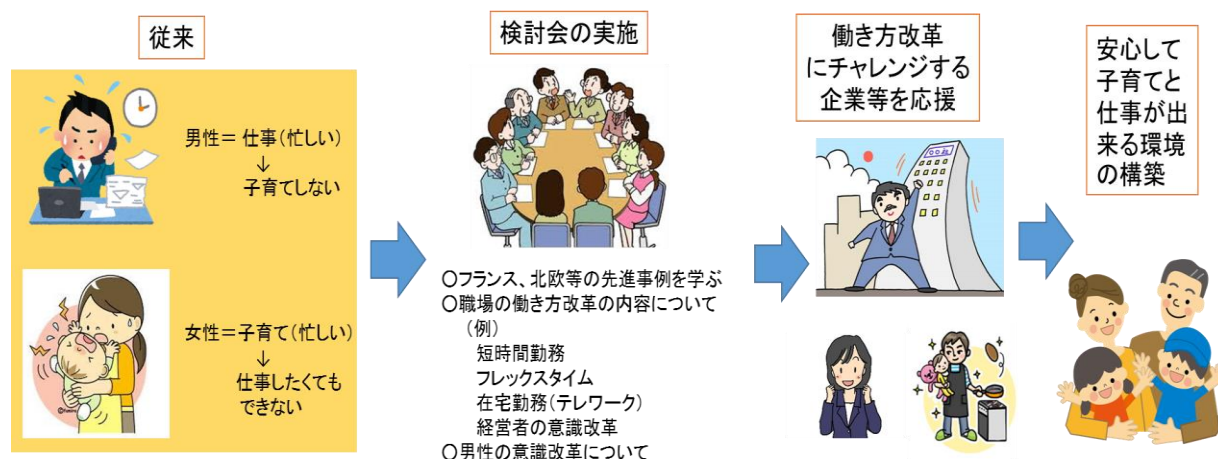 従来
男性＝ 仕事(忙しい)
↓
子育てしない
女性＝子育て(忙しい)
↓
仕事したくても
できない
検討会の実施
〇フランス、北欧等の先進事例を学ぶ
〇職場の働き方改革の内容について
(例)
短時間勤務
フレックスタイム
在宅勤務(テレワーク)
経営者の意識改革
〇男性の意識改革について
働き方改革
にチャレンジする
企業等を応援
安心して
子育てと
仕事が出
来る環境
の構築